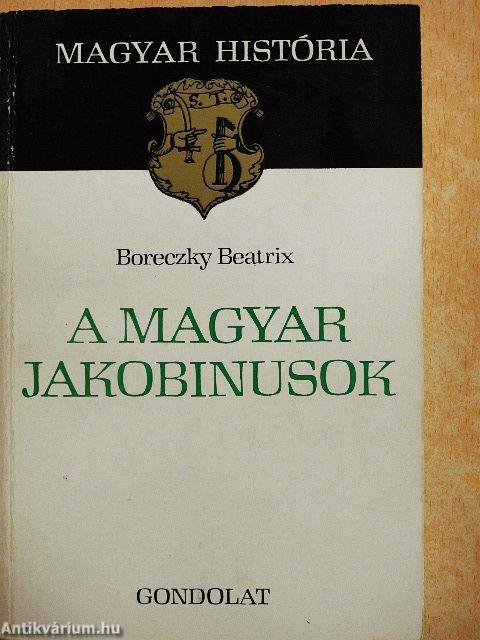 MAGYAR HISTÓRIA
S. T.
Boreczky Beatrix
A MAGYAR
JAKOBINUSOK
GONDOLAT
Antikvárium.hu